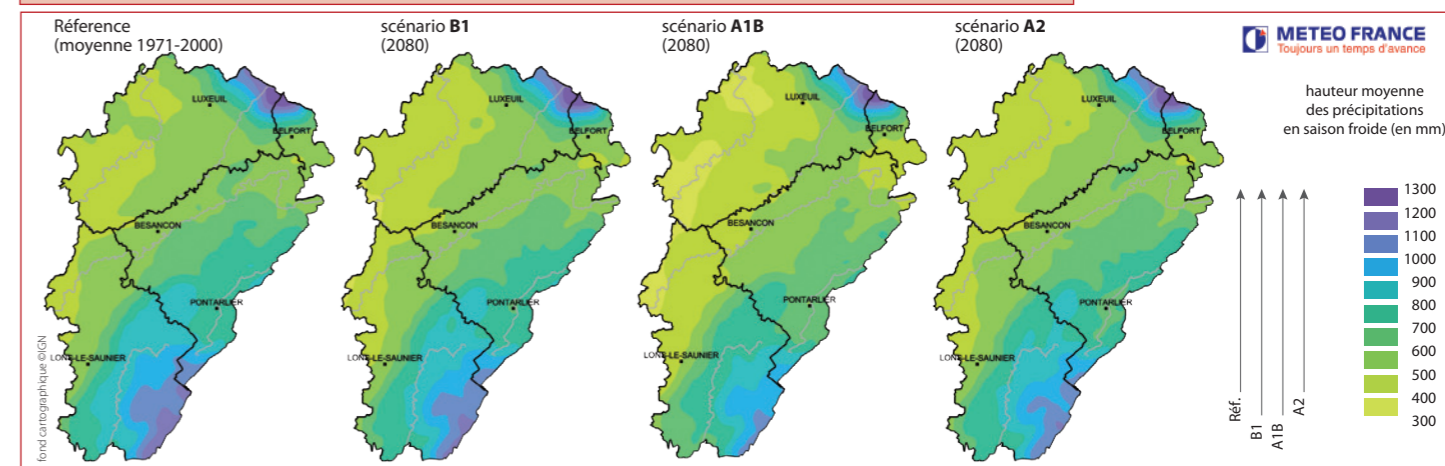 Réference
(moyenne 1971-2000)
scénario B1
(2080)
scénario A1B
(2080)
scénario A2
(2080)
METEO FRANCE
Toujours un temps d'avance
hauteur moyenne
des précipitations
en saison froide (en mm)
LUXEUIL
BELFORT
BESANCON
PONTARLIER
LONS-LE-SAUNIER
LUXEUIL
BELFORT
BESANCON
PONTARLIER
LONS-LE-SAUNIER
LUXEUIL
BELFORT
BESANCON
PONTARLIER
LONS-LE-SAUNIER
LUXEUIL
BELFORT
BESANCON
PONTARLIER
LONS-LE-SAUNIER
fond cartographique ©IGN
Réf.
B1
A1B
A2
1300
1200
1100
1000
900
800
700
600
500
400
300